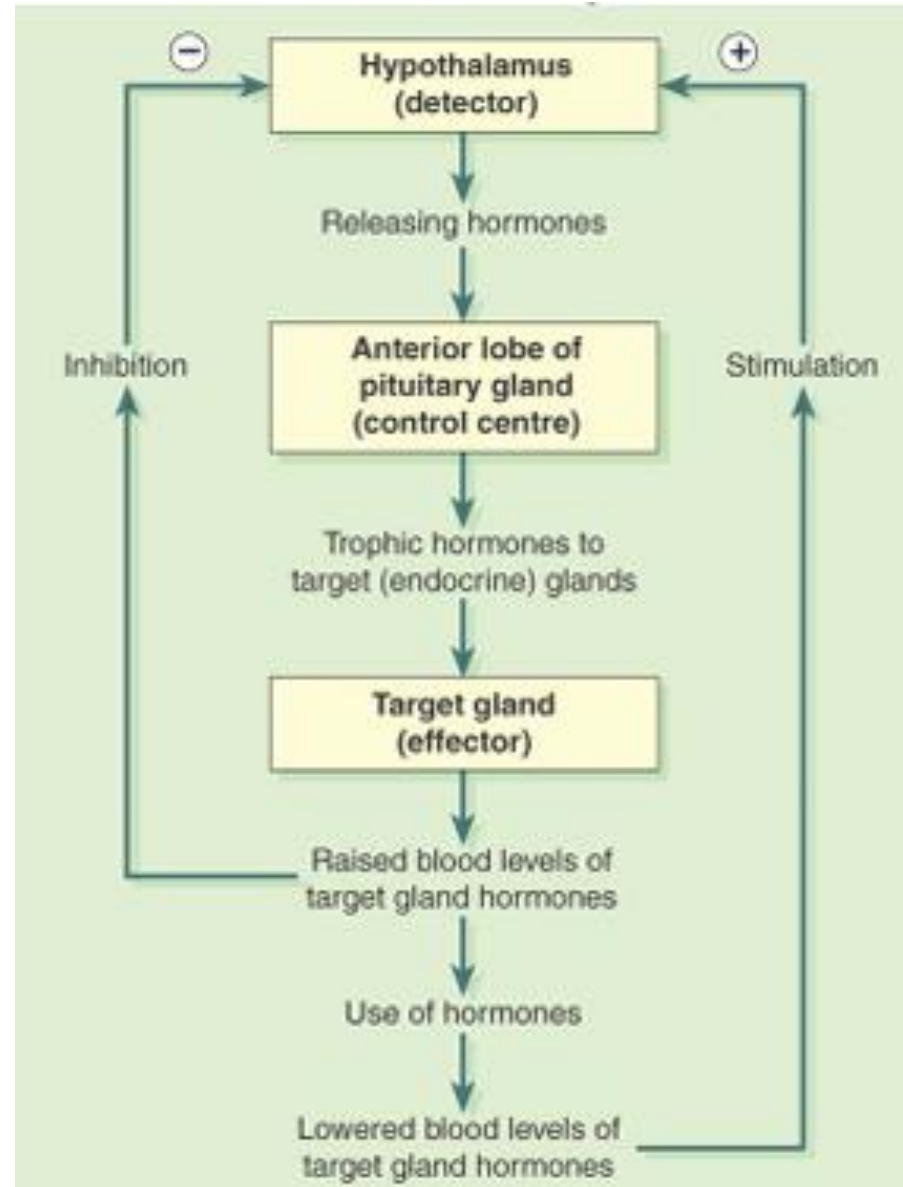 −
+
Hypothalamus
(detector)
Releasing hormones
Anterior lobe of
pituitary gland
(control centre)
Inhibition
Stimulation
Trophic hormones to
target (endocrine) glands
Target gland
(effector)
Raised blood levels of
target gland hormones
Use of hormones
Lowered blood levels of
target gland hormones